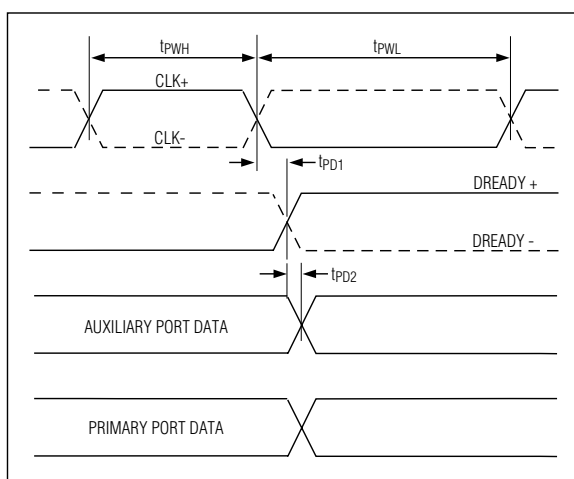 tPWH tPWL
CLK+
CLK-
tPD1
DREADY +
DREADY -
tPD2
AUXILIARY PORT DATA
PRIMARY PORT DATA